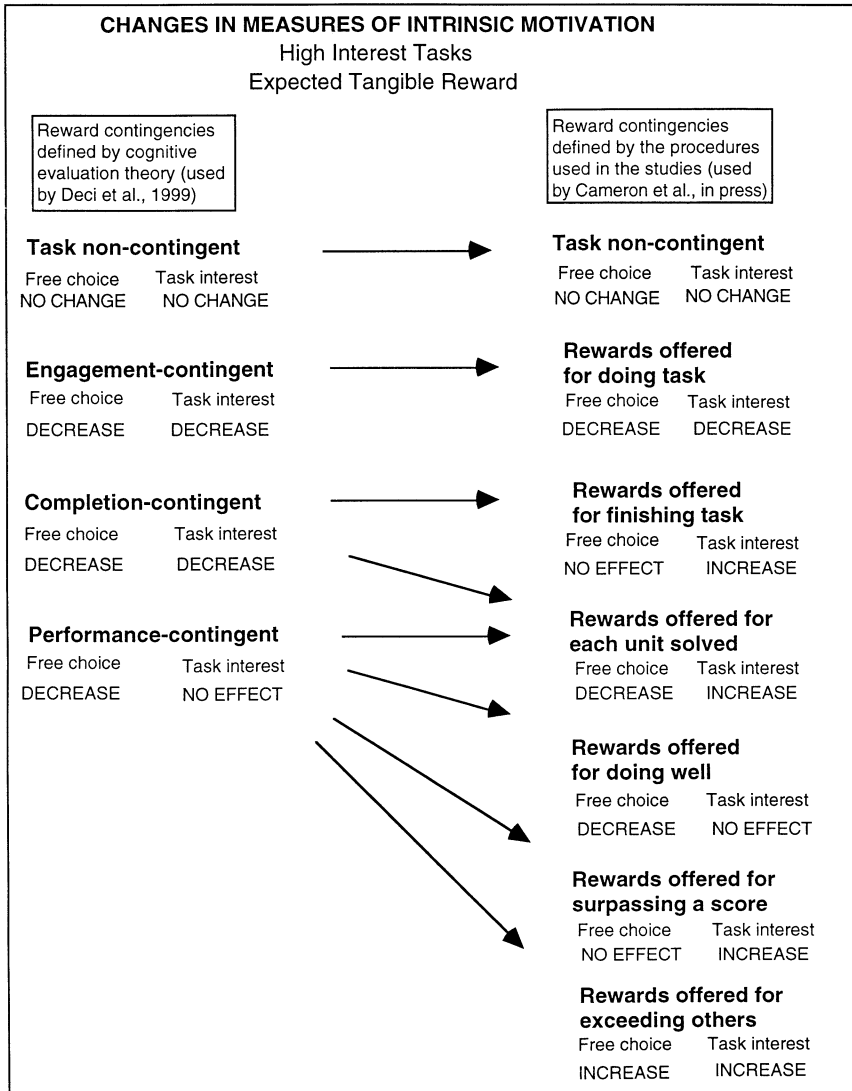 CHANGES IN MEASURES OF INTRINSIC MOTIVATION
High Interest Tasks
Expected Tangible Reward
Reward contingencies
defined by cognitive
evaluation theory (used
by Deci et al., 1999)
Reward contingencies
defined by the procedures
used in the studies (used
by Cameron et al., in press)
Task non-contingent
Free choice Task interest
NO CHANGE NO CHANGE
Task non-contingent
Free choice Task interest
NO CHANGE NO CHANGE
Engagement-contingent
Free choice Task interest
DECREASE DECREASE
Rewards offered
for doing task
Free choice Task interest
DECREASE DECREASE
Completion-contingent
Free choice Task interest
DECREASE DECREASE
Rewards offered
for finishing task
Free choice Task interest
NO EFFECT INCREASE
Performance-contingent
Free choice Task interest
DECREASE NO EFFECT
Rewards offered for
each unit solved
Free choice Task interest
DECREASE INCREASE
Rewards offered
for doing well
Free choice Task interest
DECREASE NO EFFECT
Rewards offered for
surpassing a score
Free choice Task interest
NO EFFECT INCREASE
Rewards offered for
exceeding others
Free choice Task interest
INCREASE INCREASE